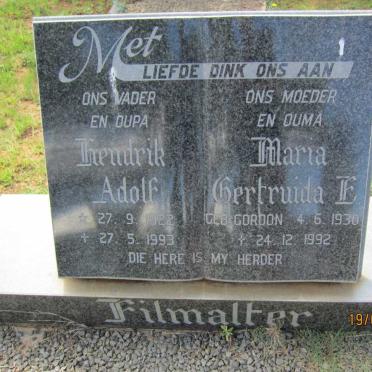 Met
LIEFDE DINK ONS AAN
ONS VADER
EN OUPA
Hendrik
Adolf
* 27. 9. 1922
+ 27. 5. 1993
ONS MOEDER
EN OUMA
Maria
Gertruida E
GEB. GORDON 4. 6. 1930
+ 24. 12. 1992
DIE HERE IS MY HERDER
Filmalter
19/